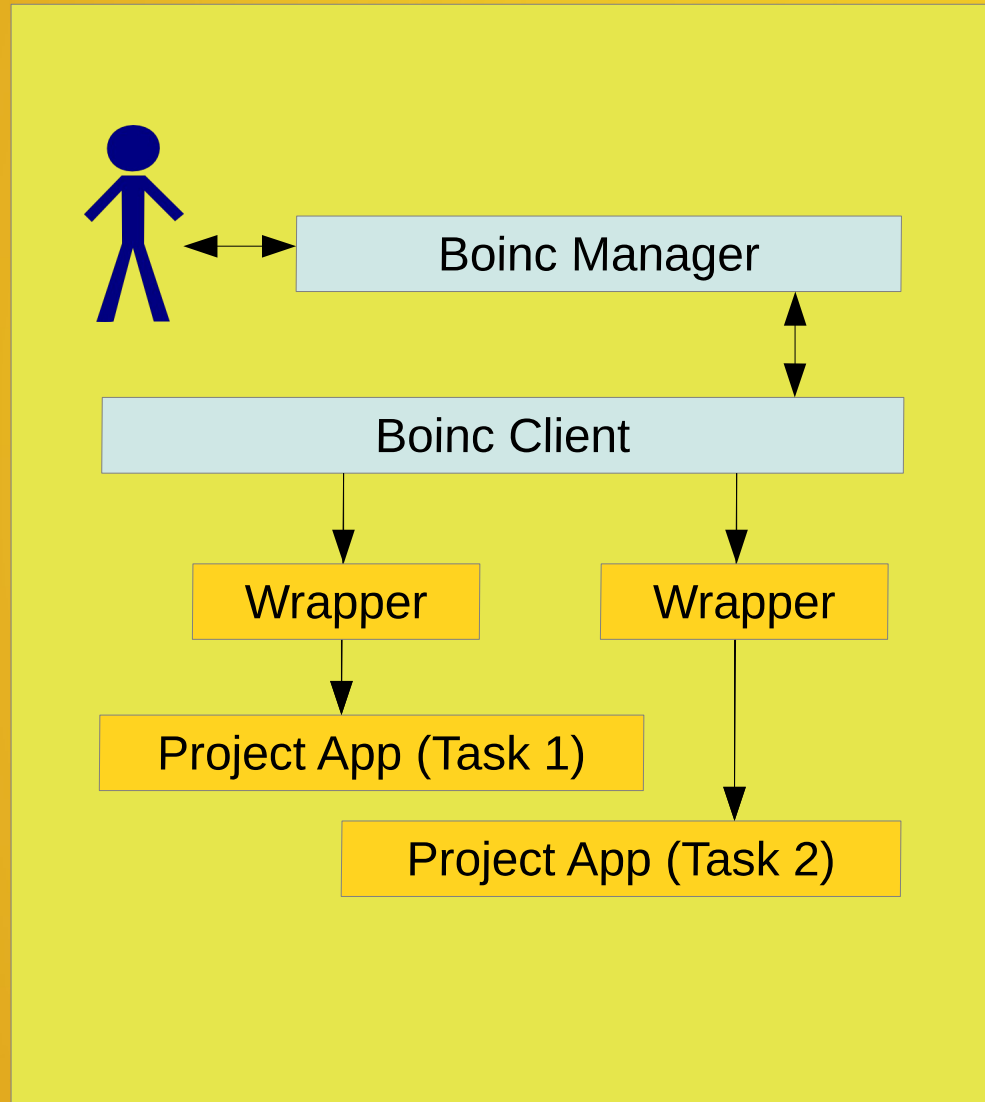 Boinc Manager
Boinc Client
Wrapper
Wrapper
Project App (Task 1)
Project App (Task 2)